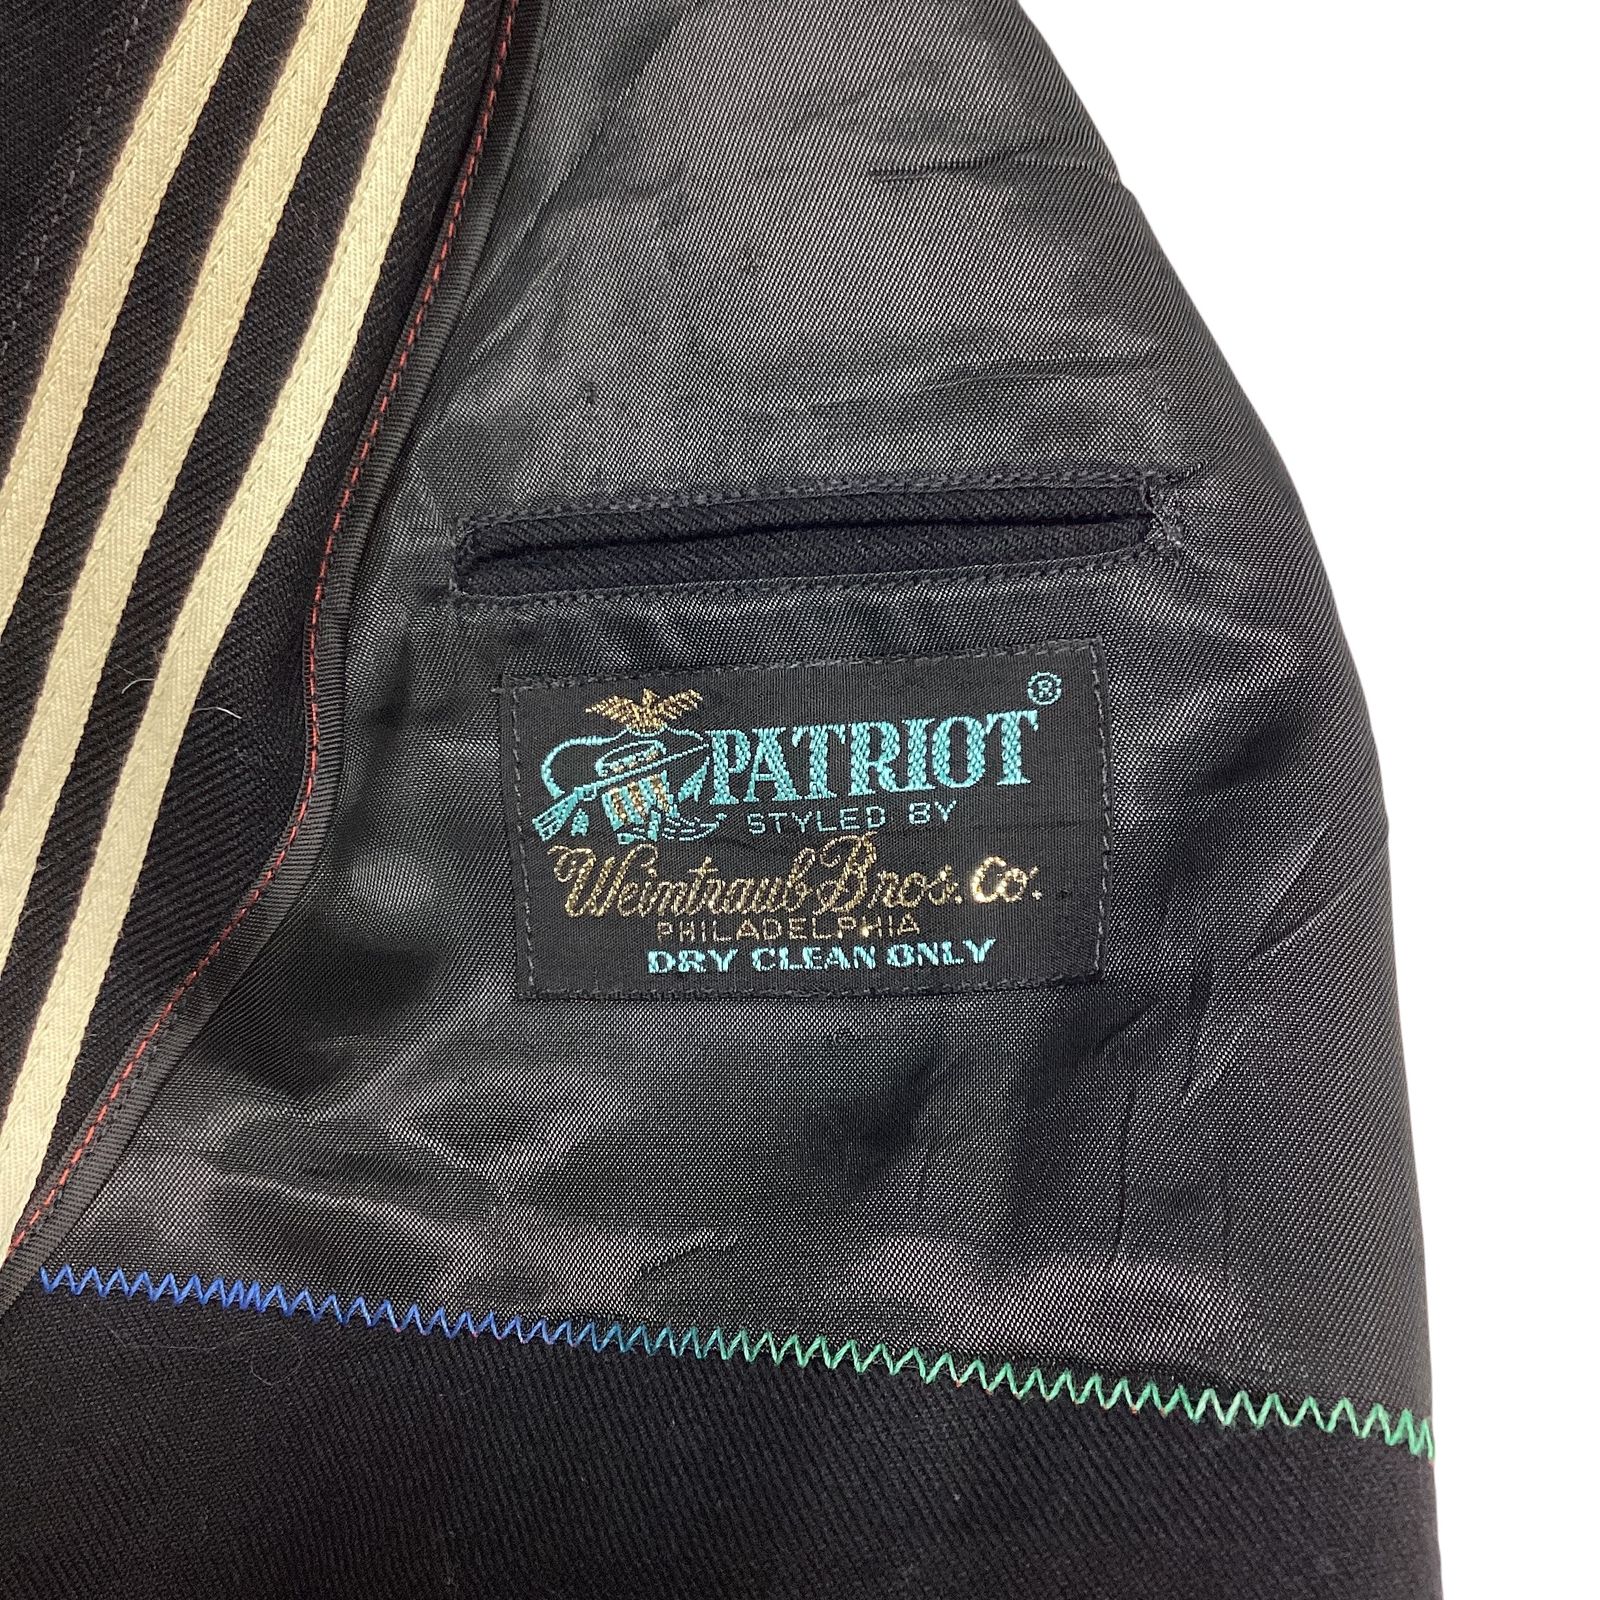 PATRIOT®
STYLED BY
Weintraub Bros. Co.
PHILADELPHIA
DRY CLEAN ONLY